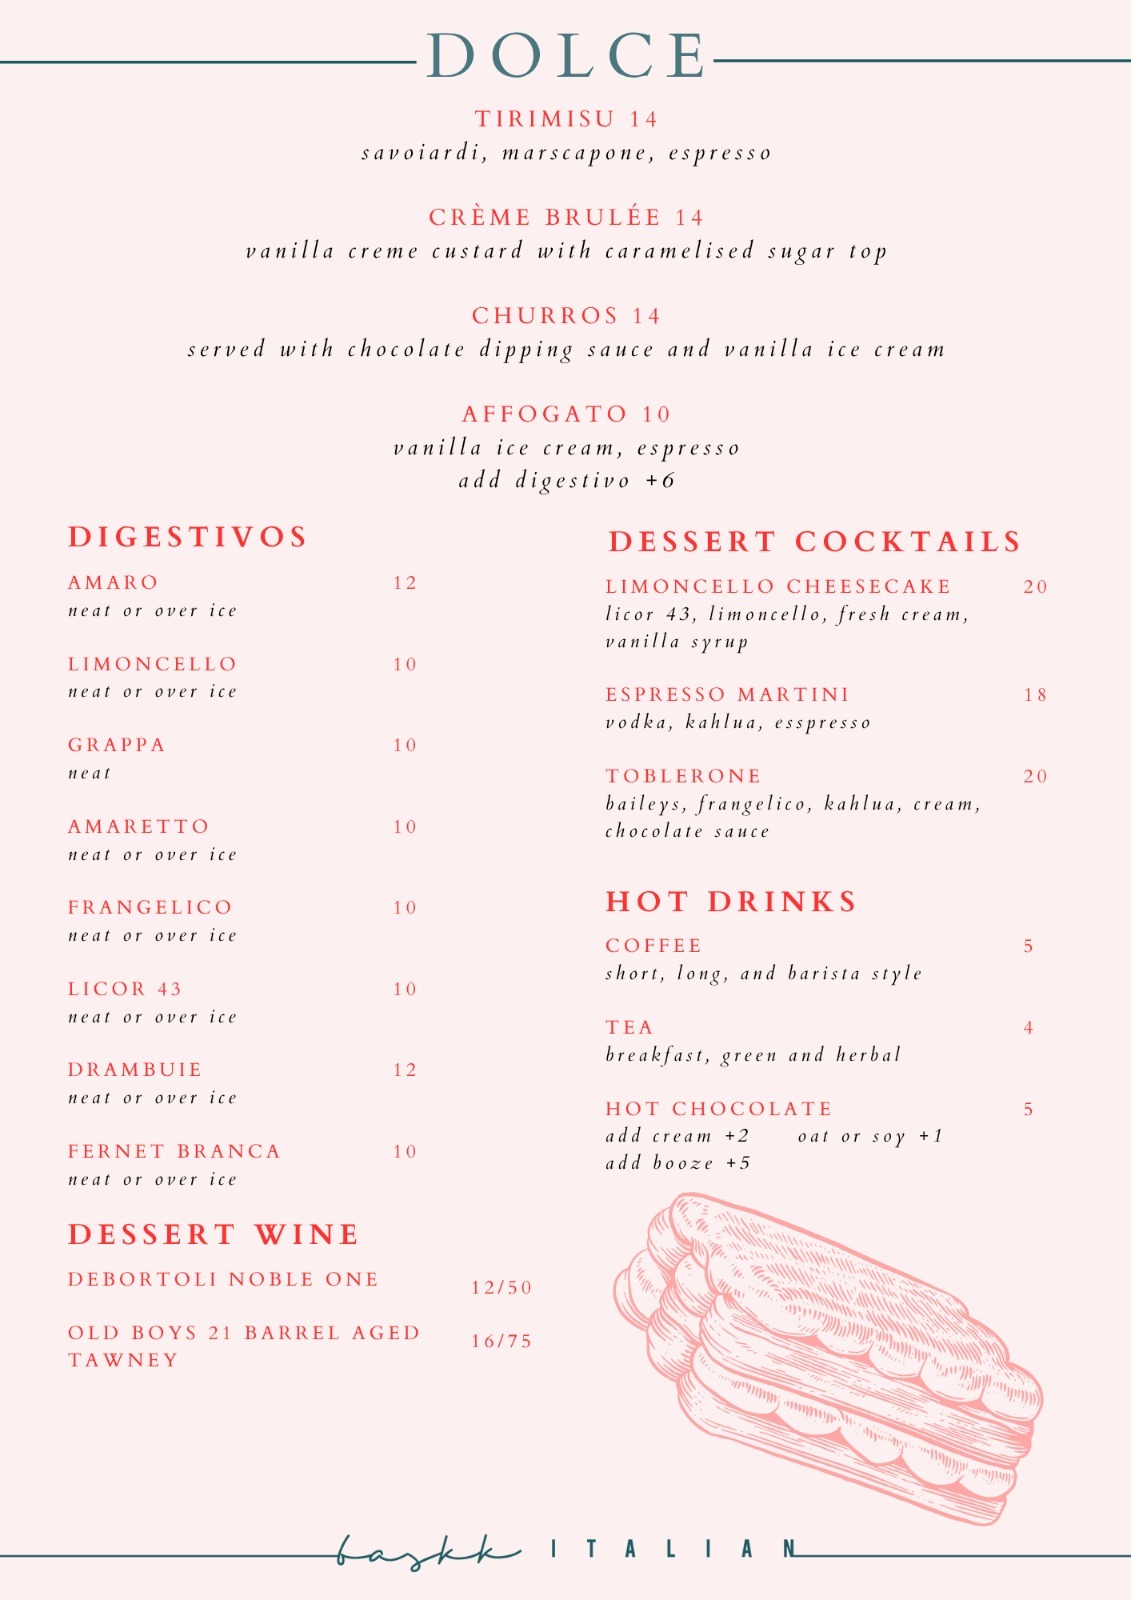 DOLCE
TIRIMISU 14
savoiardi, marscapone, espresso
CRÈME BRULÉE 14
vanilla creme custard with caramelised sugar top
CHURROS 14
served with chocolate dipping sauce and vanilla ice cream
AFFOGATO 10
vanilla ice cream, espresso
add digestivo +6
DIGESTIVOS
AMARO 12
neat or over ice
LIMONCELLO 10
neat or over ice
GRAPPA 10
neat
AMARETTO 10
neat or over ice
FRANGELICO 10
neat or over ice
LICOR 43 10
neat or over ice
DRAMBUIE 12
neat or over ice
FERNET BRANCA 10
neat or over ice
DESSERT WINE
DEBORTOLI NOBLE ONE 12/50
OLD BOYS 21 BARREL AGED 16/75
TAWNEY
DESSERT COCKTAILS
LIMONCELLO CHEESECAKE 20
licor 43, limoncello, fresh cream,
vanilla syrup
ESPRESSO MARTINI 18
vodka, kahlua, esspresso
TOBLERONE 20
baileys, frangelico, kahlua, cream,
chocolate sauce
HOT DRINKS
COFFEE 5
short, long, and barista style
TEA 4
breakfast, green and herbal
HOT CHOCOLATE 5
add cream +2 oat or soy +1
add booze +5
baskk ITALIAN